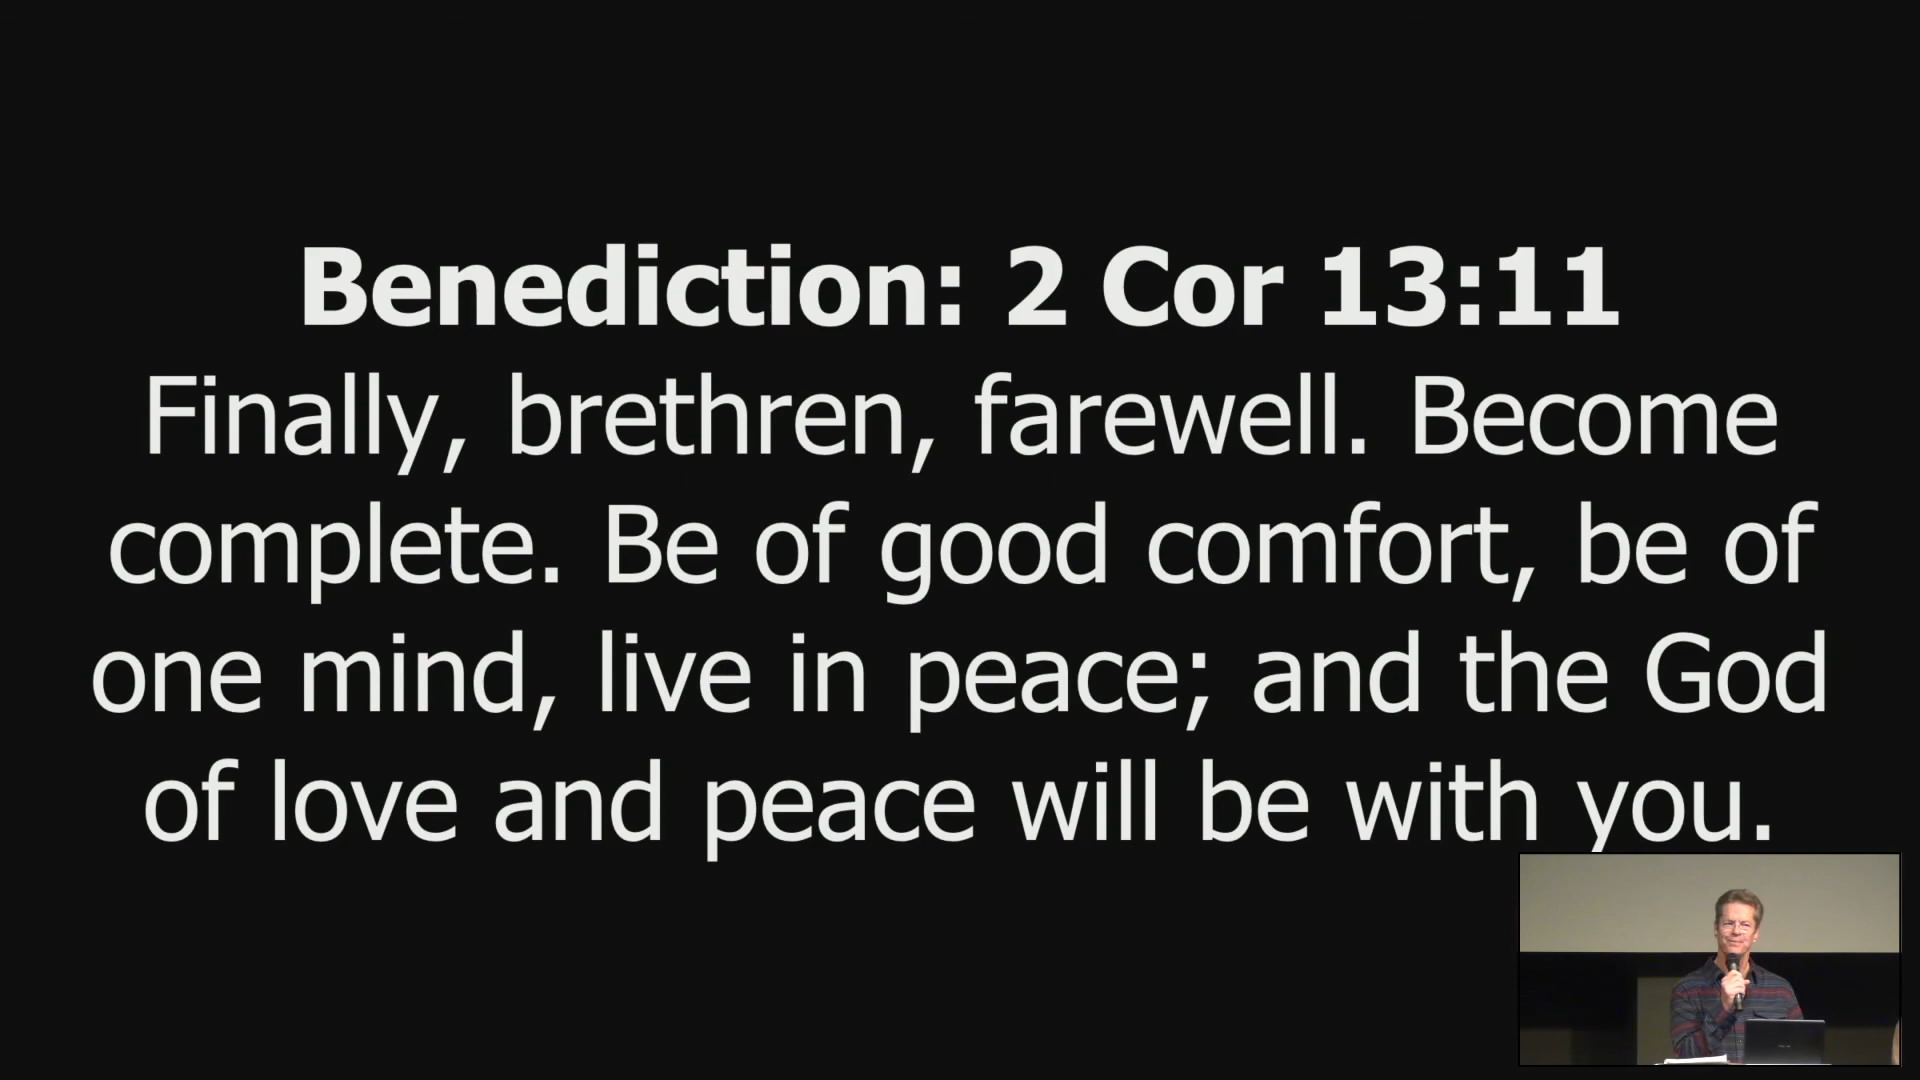 Benediction: 2 Cor 13:11
Finally, brethren, farewell. Become
complete. Be of good comfort, be of
one mind, live in peace; and the God
of love and peace will be with you.